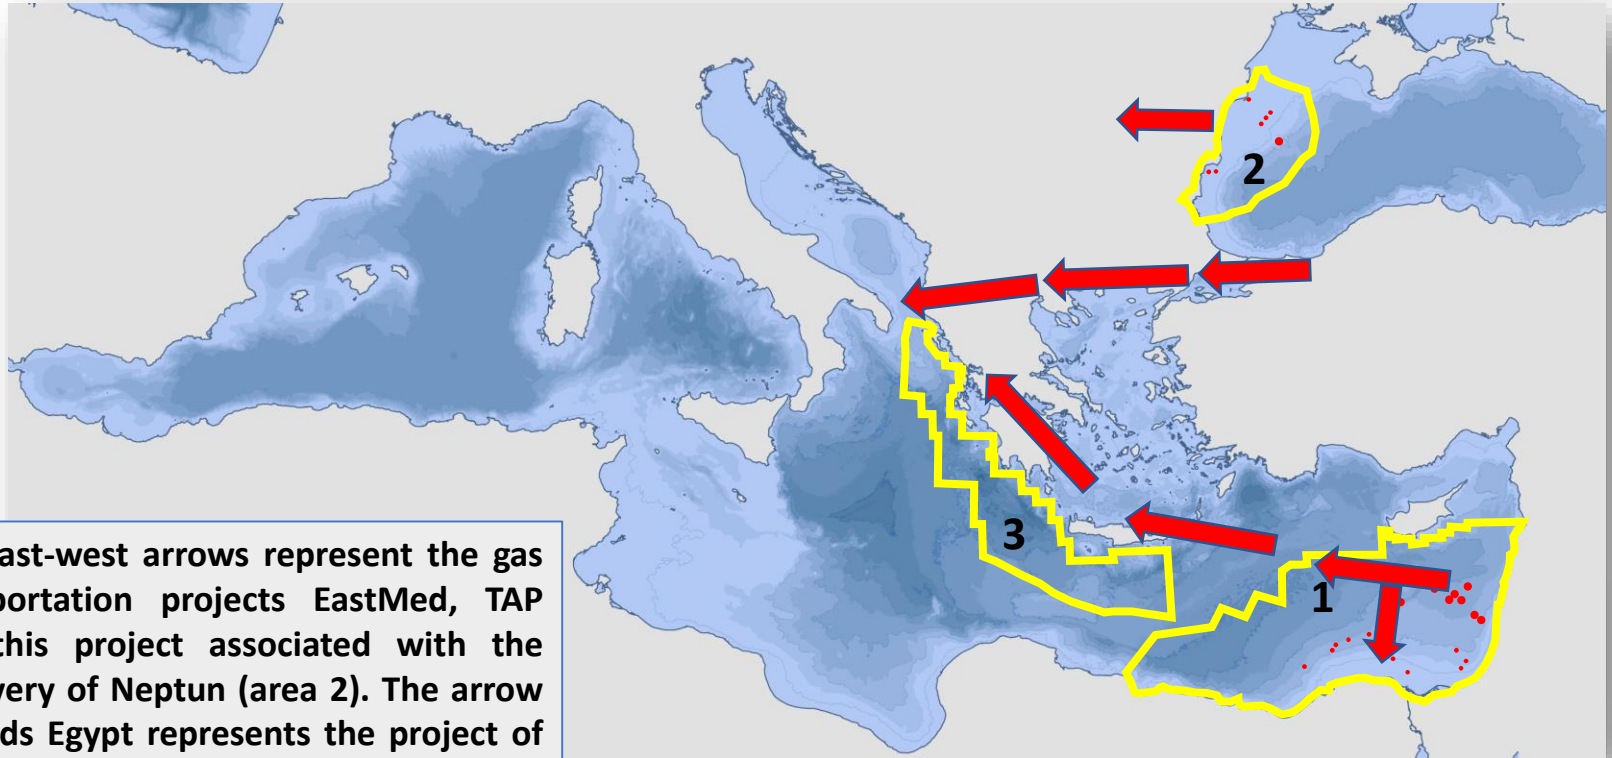 2
3
1
ast-west arrows represent the gas
portation projects EastMed, TAP
this project associated with the
very of Neptun (area 2). The arrow
ds Egypt represents the project of